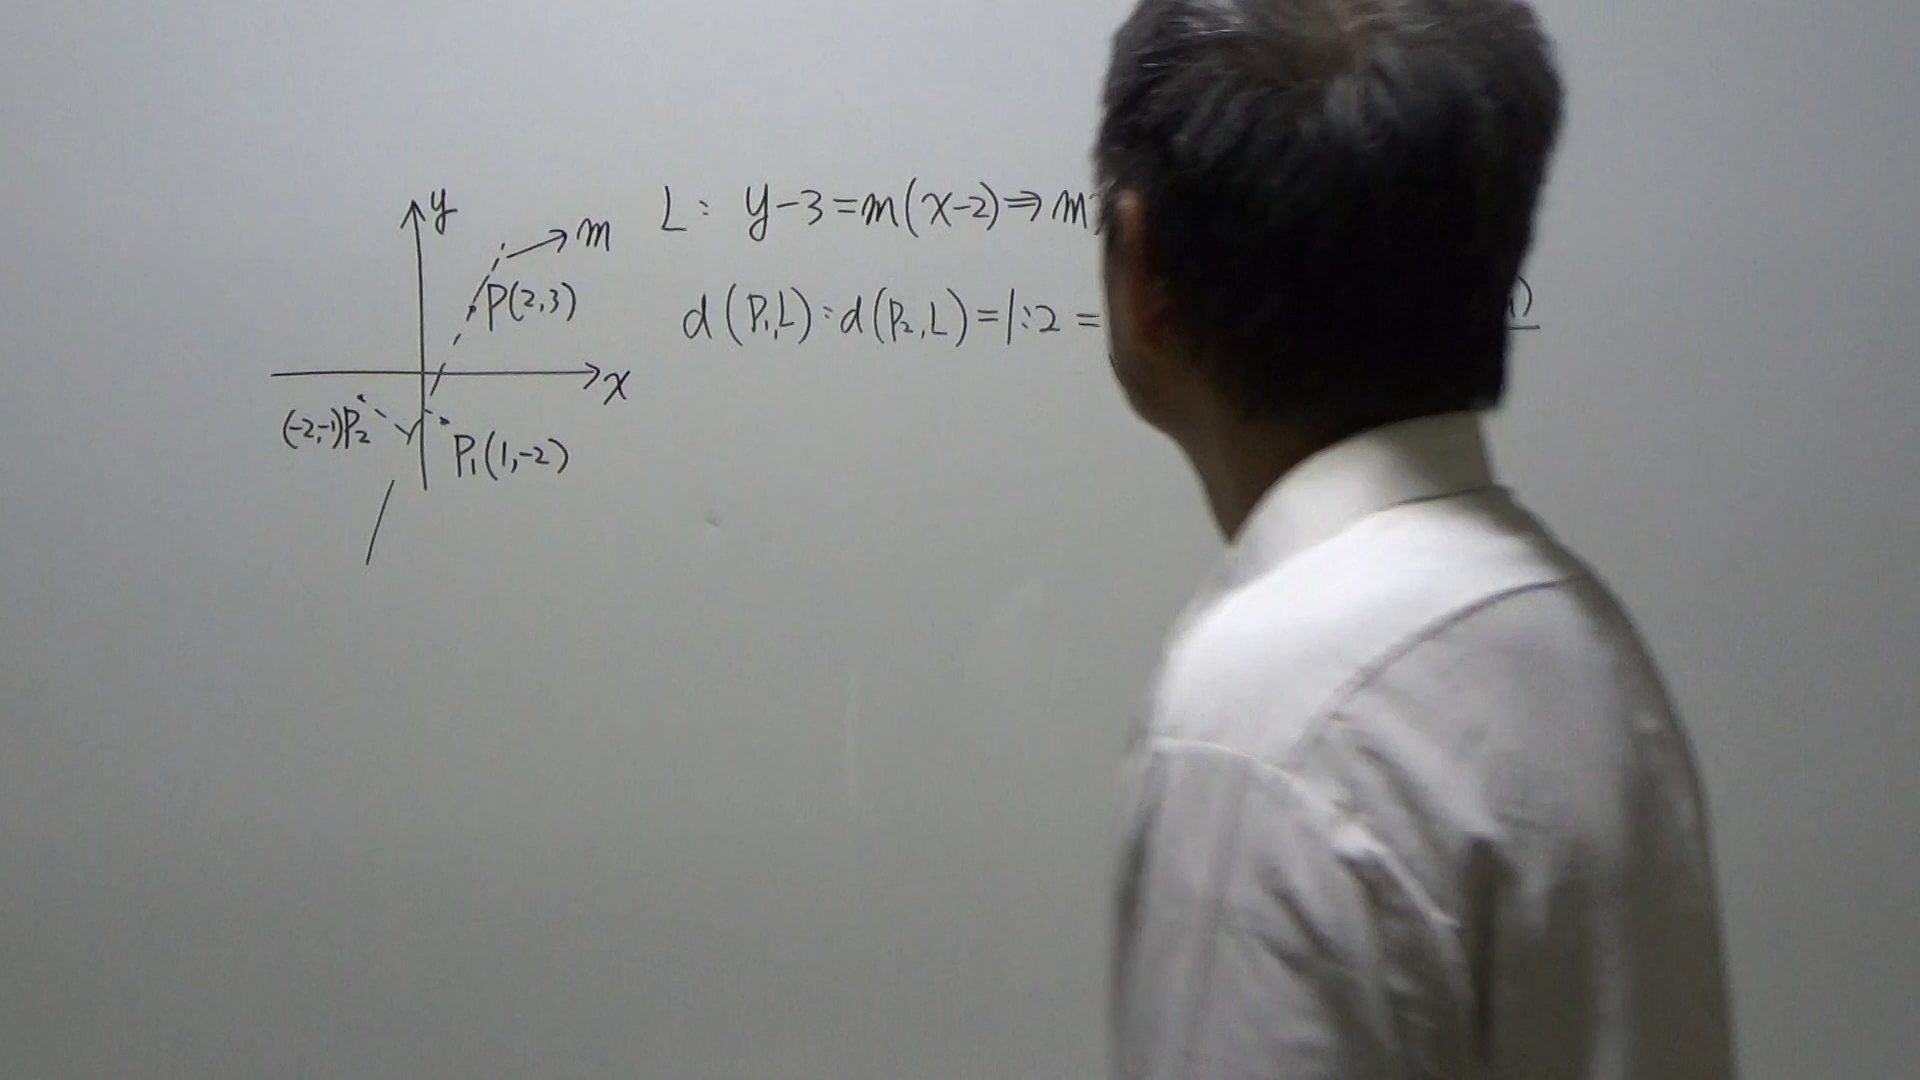 y
m
P(2,3)
x
(-2,-1)P₂
P₁(1,-2)
L: y-3=m(x-2)⇒m
d(P₁,L):d(P₂,L)=1:2=